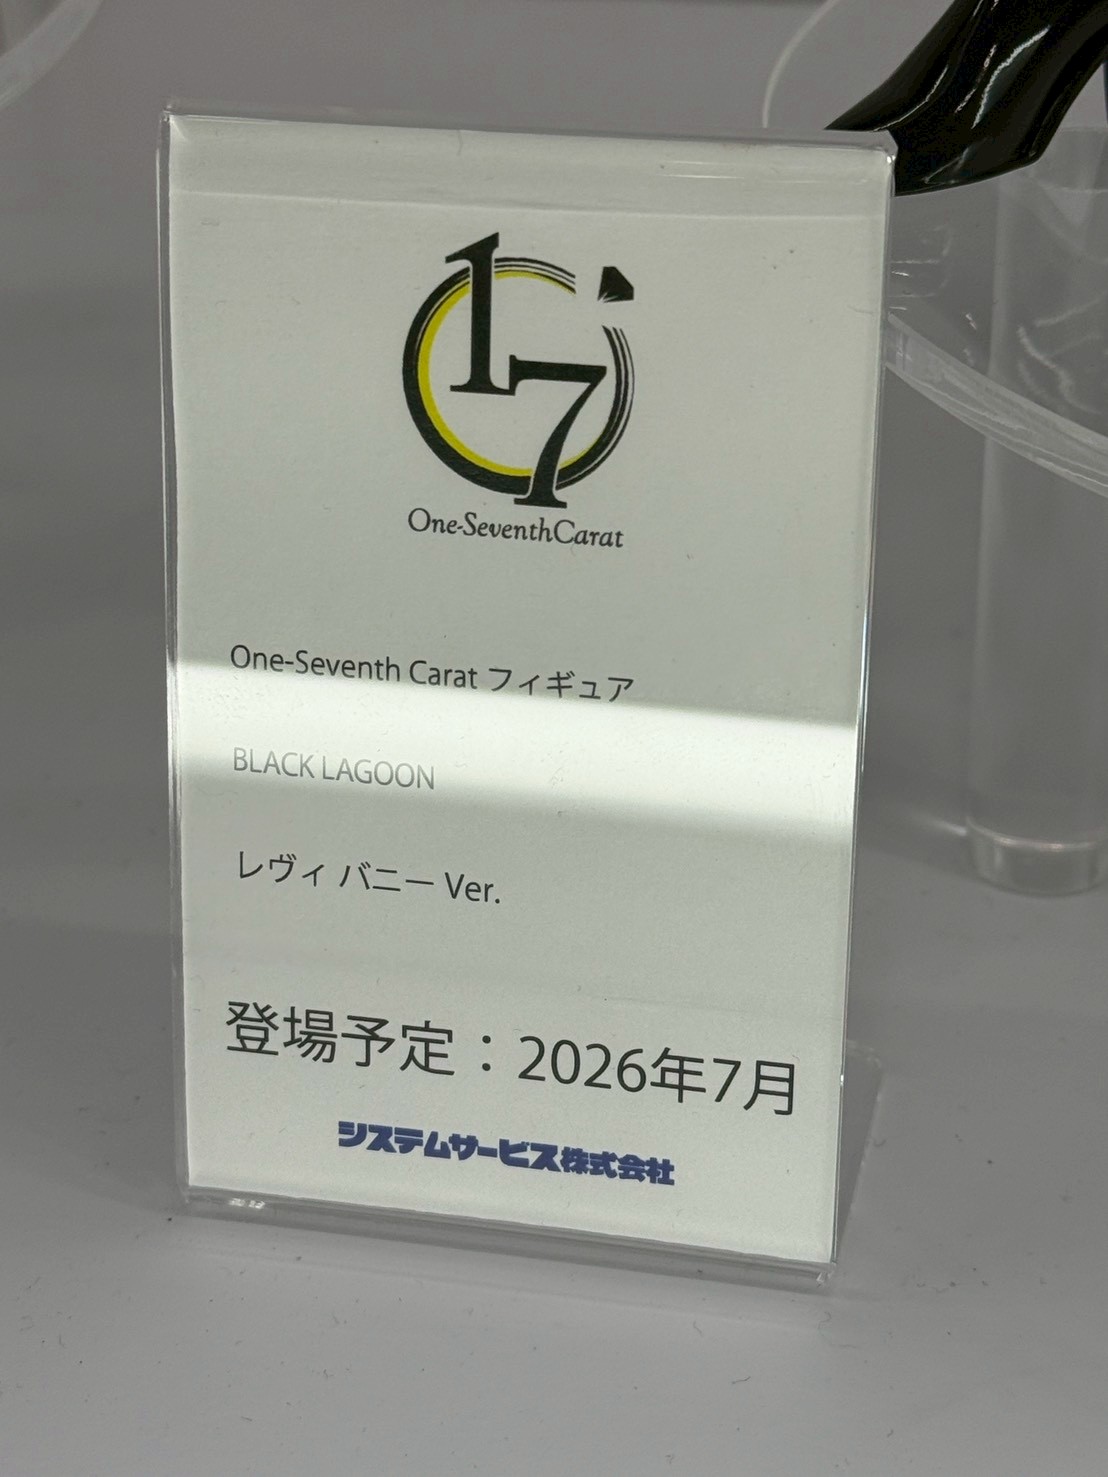 17
One-SeventhCarat
One-Seventh Carat フィギュア
BLACK LAGOON
レヴィ バニー Ver.
登場予定：2026年7月
システムサービス株式会社